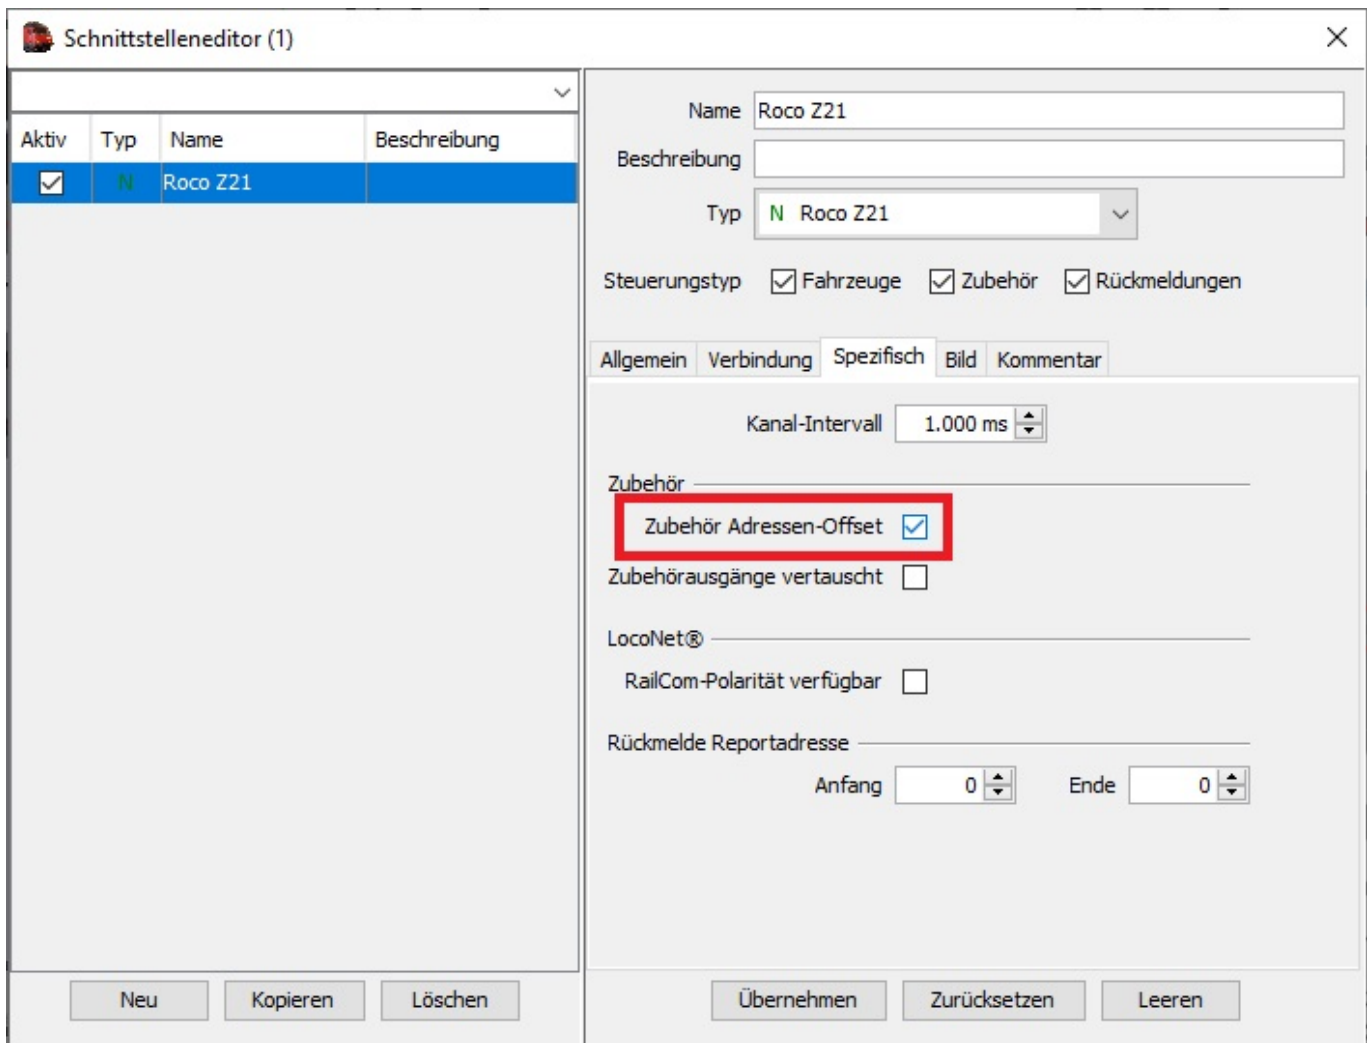 Schnittstelleneditor (1)
Aktiv Typ Name Beschreibung
N Roco Z21
Neu Kopieren Löschen
Name Roco Z21
Beschreibung
Typ N Roco Z21
Steuerungstyp Fahrzeuge Zubehör Rückmeldungen
Allgemein Verbindung Spezifisch Bild Kommentar
Kanal-Intervall 1.000 ms
Zubehör
Zubehör Adressen-Offset
Zubehörausgänge vertauscht
LocoNet®
RailCom-Polarität verfügbar
Rückmelde Reportadresse
Anfang 0 Ende 0
Übernehmen Zurücksetzen Leeren